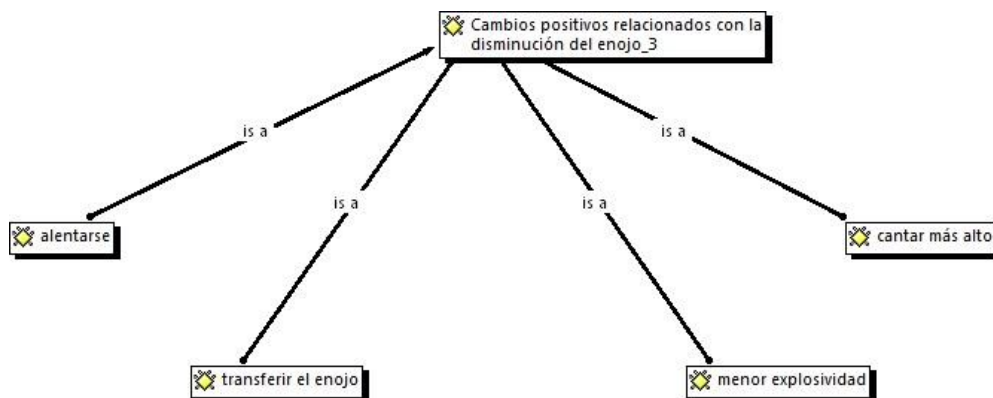 Cambios positivos relacionados con la
disminución del enojo_3
is a
is a
is a
is a
alentarse
cantar más alto
transferir el enojo
menor explosividad